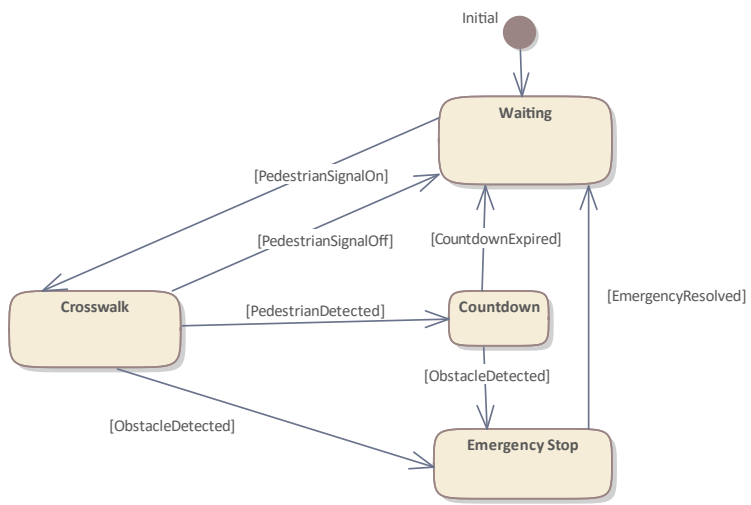 Initial
Waiting
[PedestrianSignalOn]
[PedestrianSignalOff]
[CountdownExpired]
[EmergencyResolved]
Crosswalk
[PedestrianDetected]
Countdown
[ObstacleDetected]
[ObstacleDetected]
Emergency Stop